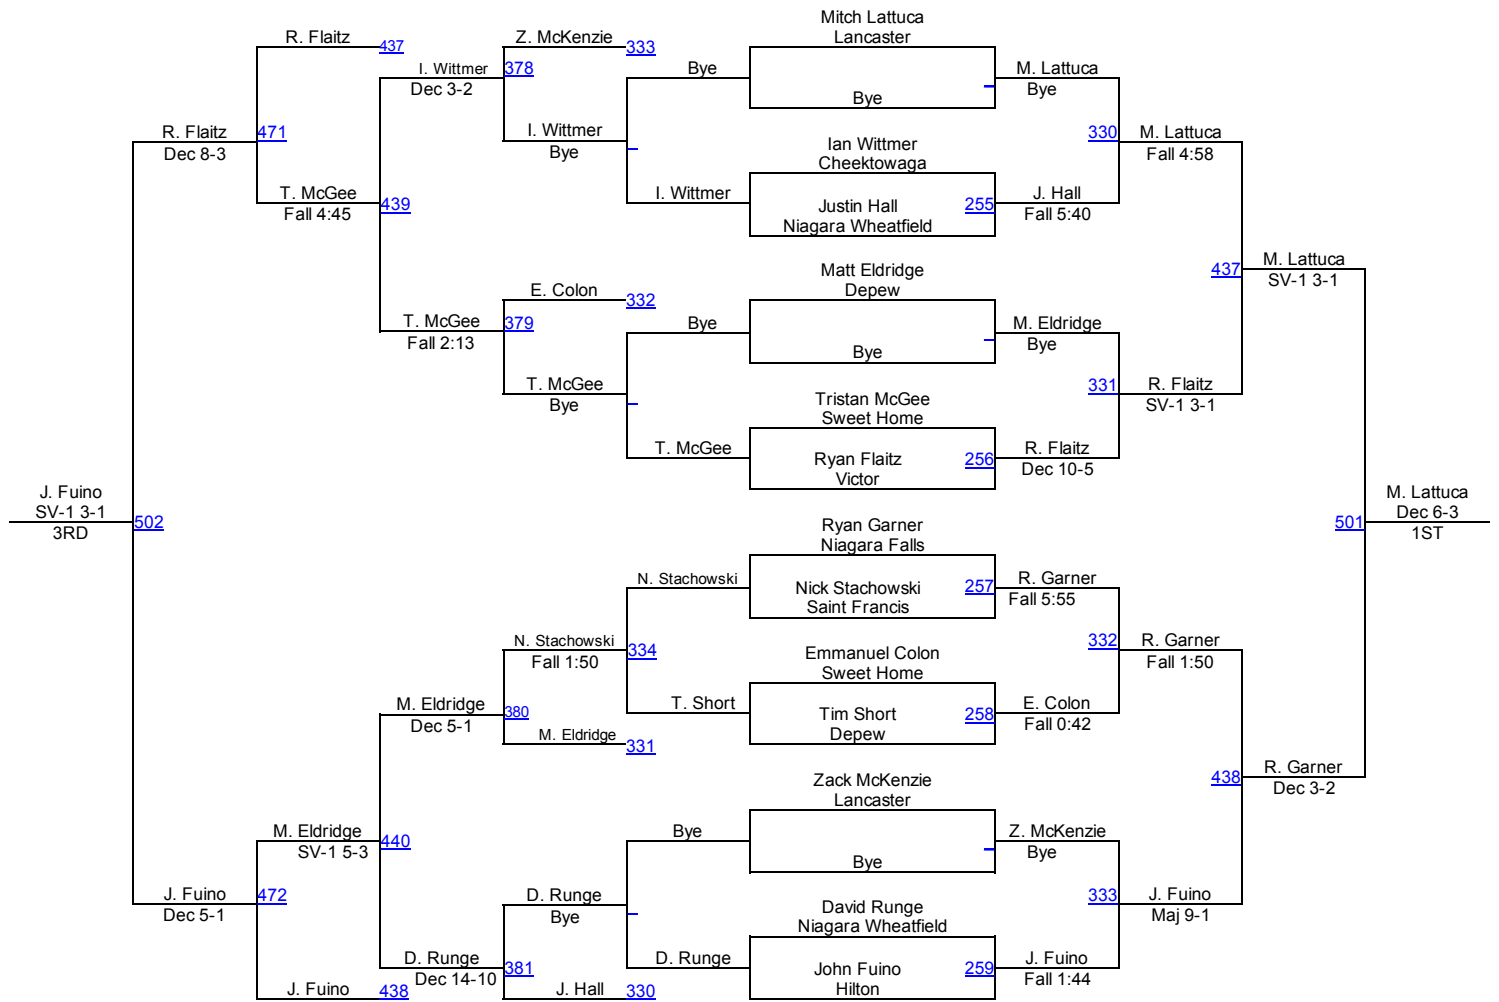 Mitch Lattuca
Lancaster
R. Flaitz
437
Z. McKenzie
333
I. Wittmer
378
Dec 3-2
Bye
M. Lattuca
Bye
Bye
R. Flaitz
471
Dec 8-3
I. Wittmer
Bye
Ian Wittmer
Cheektowaga
330
M. Lattuca
Fall 4:58
T. McGee
Fall 4:45
439
I. Wittmer
Justin Hall
Niagara Wheatfield
255
J. Hall
Fall 5:40
Matt Eldridge
Depew
437
M. Lattuca
SV-1 3-1
E. Colon
332
T. McGee
379
Fall 2:13
Bye
M. Eldridge
Bye
Bye
T. McGee
Bye
Tristan McGee
Sweet Home
331
R. Flaitz
SV-1 3-1
T. McGee
Ryan Flaitz
Victor
256
R. Flaitz
Dec 10-5
J. Fuino
SV-1 3-1
502
3RD
M. Lattuca
Dec 6-3
501
1ST
Ryan Garner
Niagara Falls
N. Stachowski
Nick Stachowski
Saint Francis
257
R. Garner
Fall 5:55
N. Stachowski
334
Fall 1:50
Emmanuel Colon
Sweet Home
332
R. Garner
Fall 1:50
M. Eldridge
380
Dec 5-1
T. Short
Tim Short
Depew
258
E. Colon
Fall 0:42
M. Eldridge
331
438
R. Garner
Dec 3-2
Zack McKenzie
Lancaster
M. Eldridge
440
SV-1 5-3
Bye
Z. McKenzie
Bye
Bye
J. Fuino
472
Dec 5-1
D. Runge
Bye
David Runge
Niagara Wheatfield
333
J. Fuino
Maj 9-1
D. Runge
381
Dec 14-10
D. Runge
John Fuino
Hilton
259
J. Fuino
Fall 1:44
J. Fuino
438
J. Hall
330